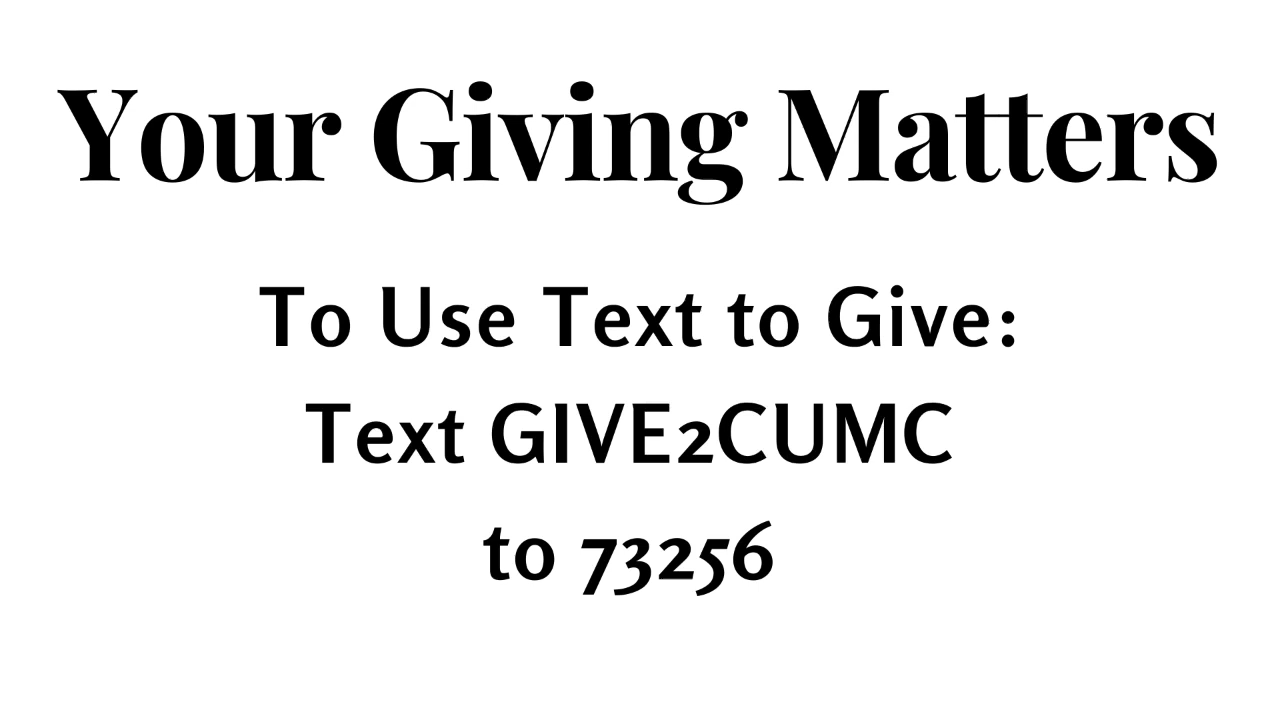 Your Giving Matters
To Use Text to Give:
Text GIVE2CUMC
to 73256